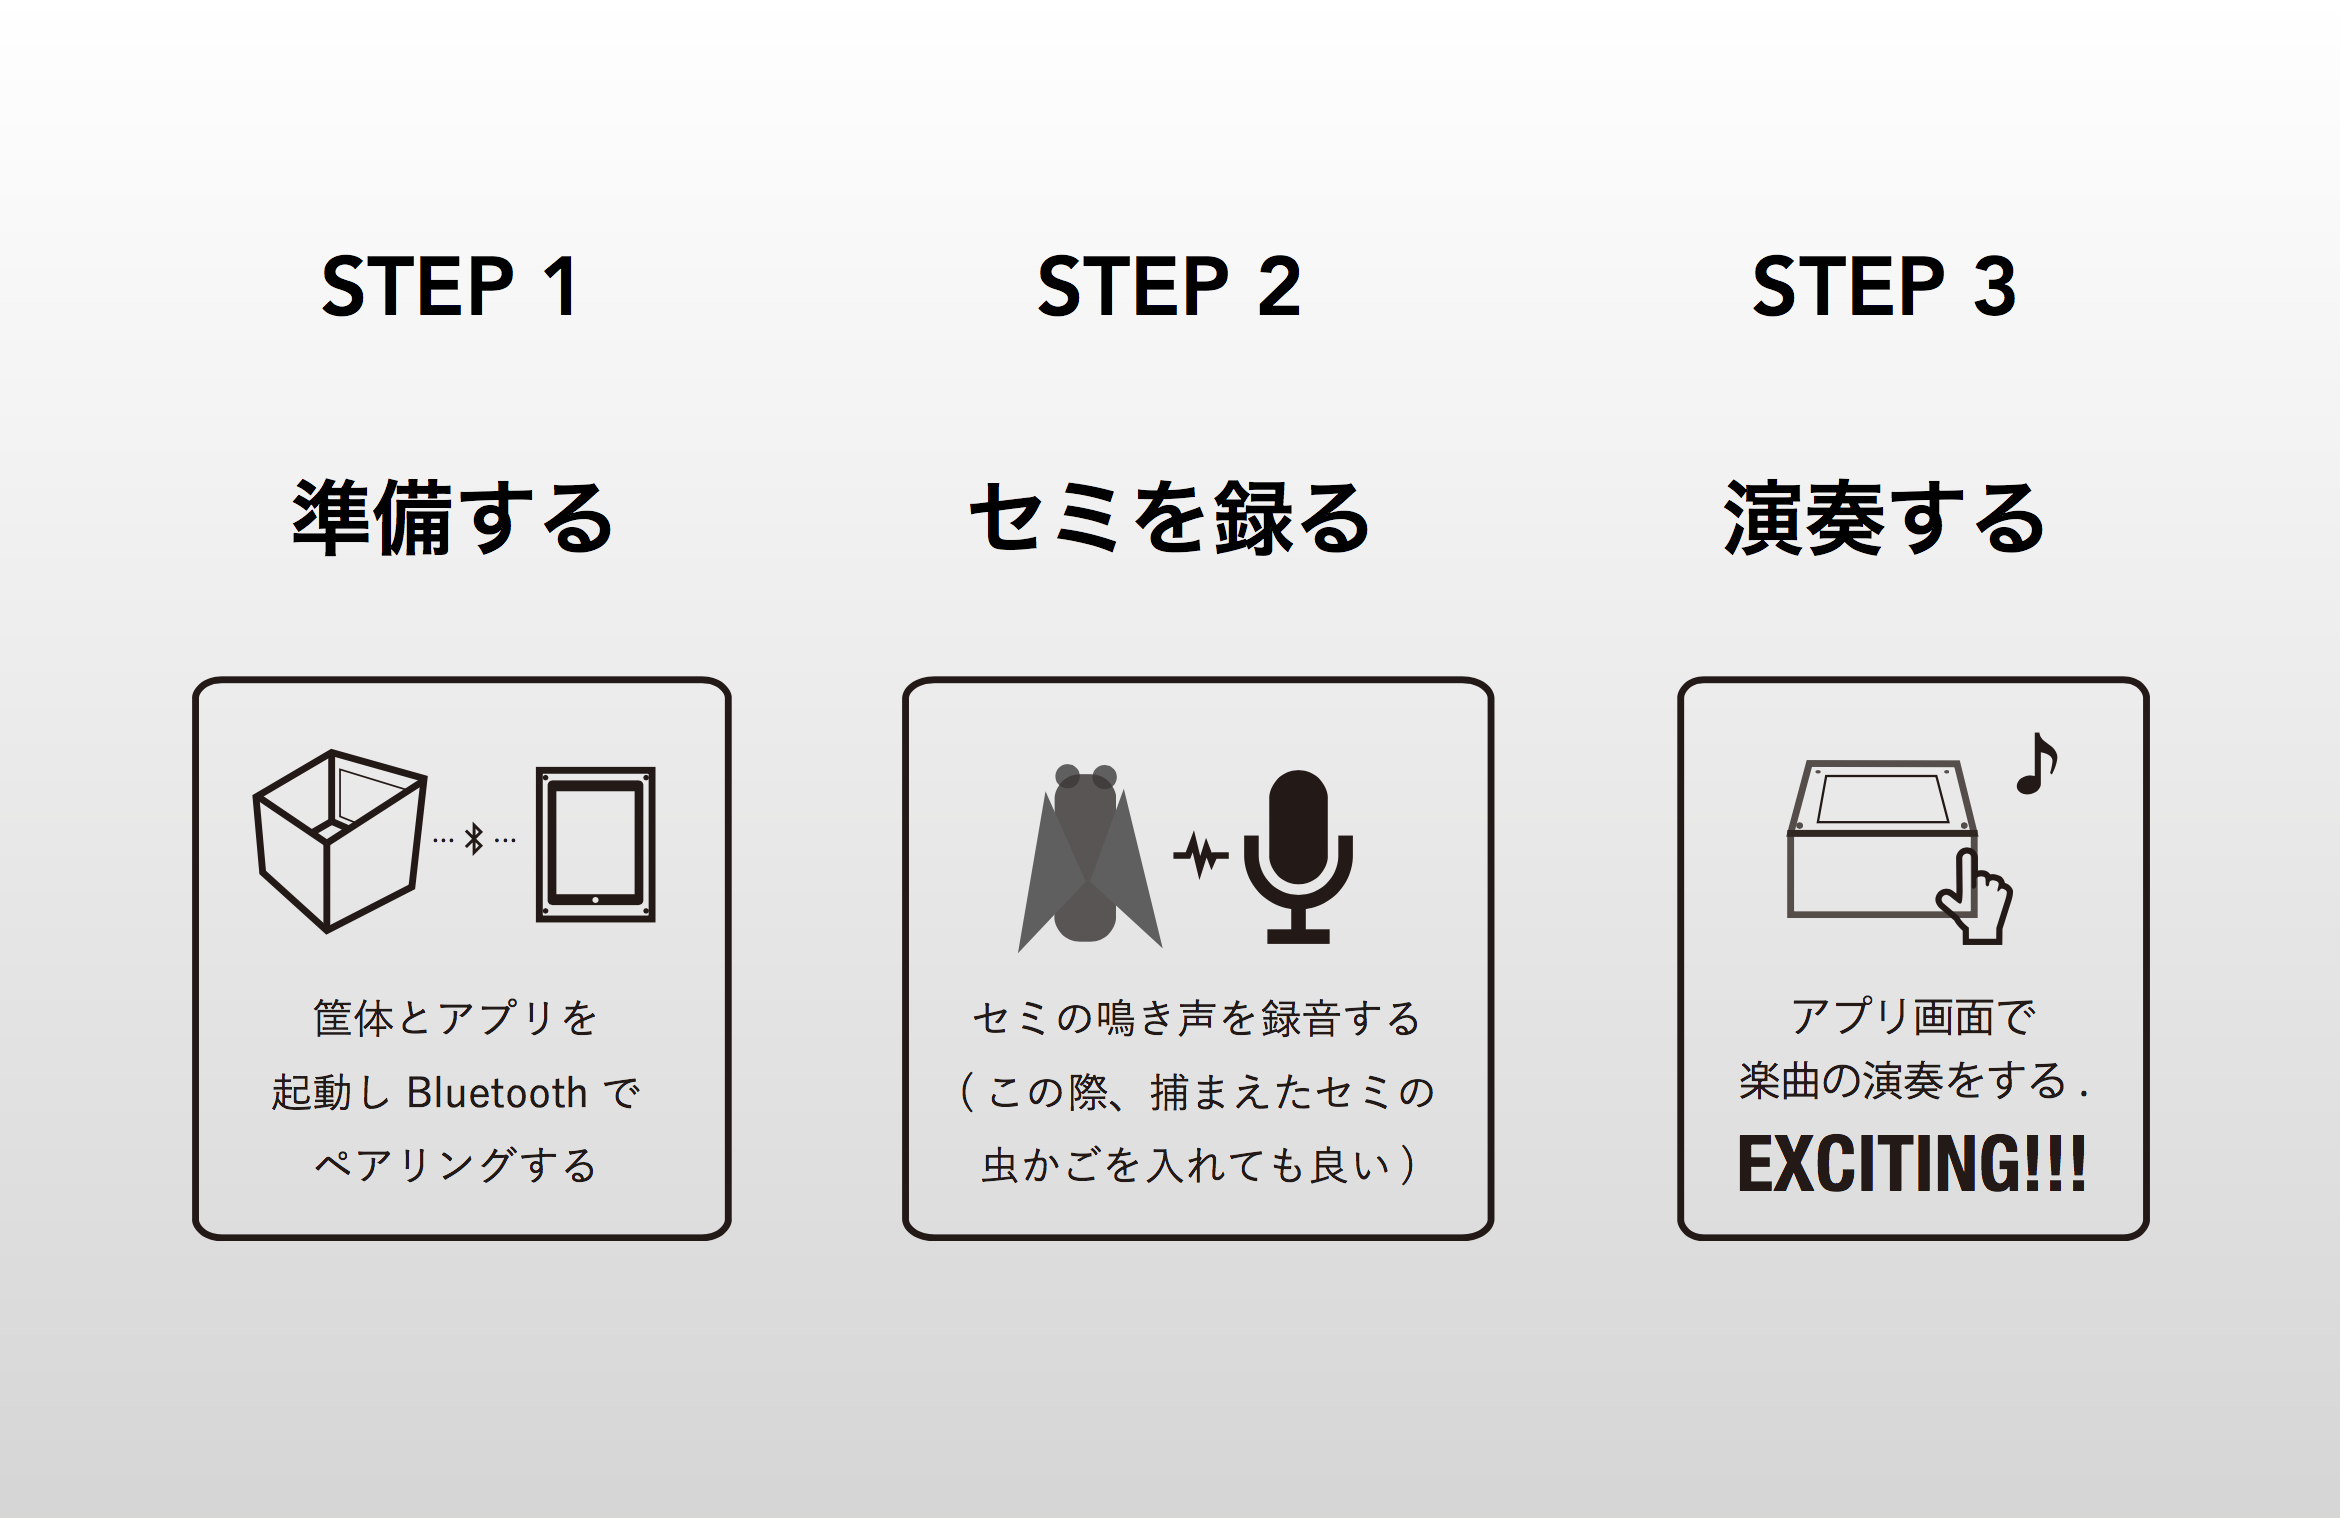 STEP 1
準備する
筐体とアプリを
起動し Bluetooth で
ペアリングする
STEP 2
セミを録る
セミの鳴き声を録音する
（ この際、捕まえたセミの
虫かごを入れても良い ）
STEP 3
演奏する
アプリ画面で
楽曲の演奏をする .
EXCITING!!!